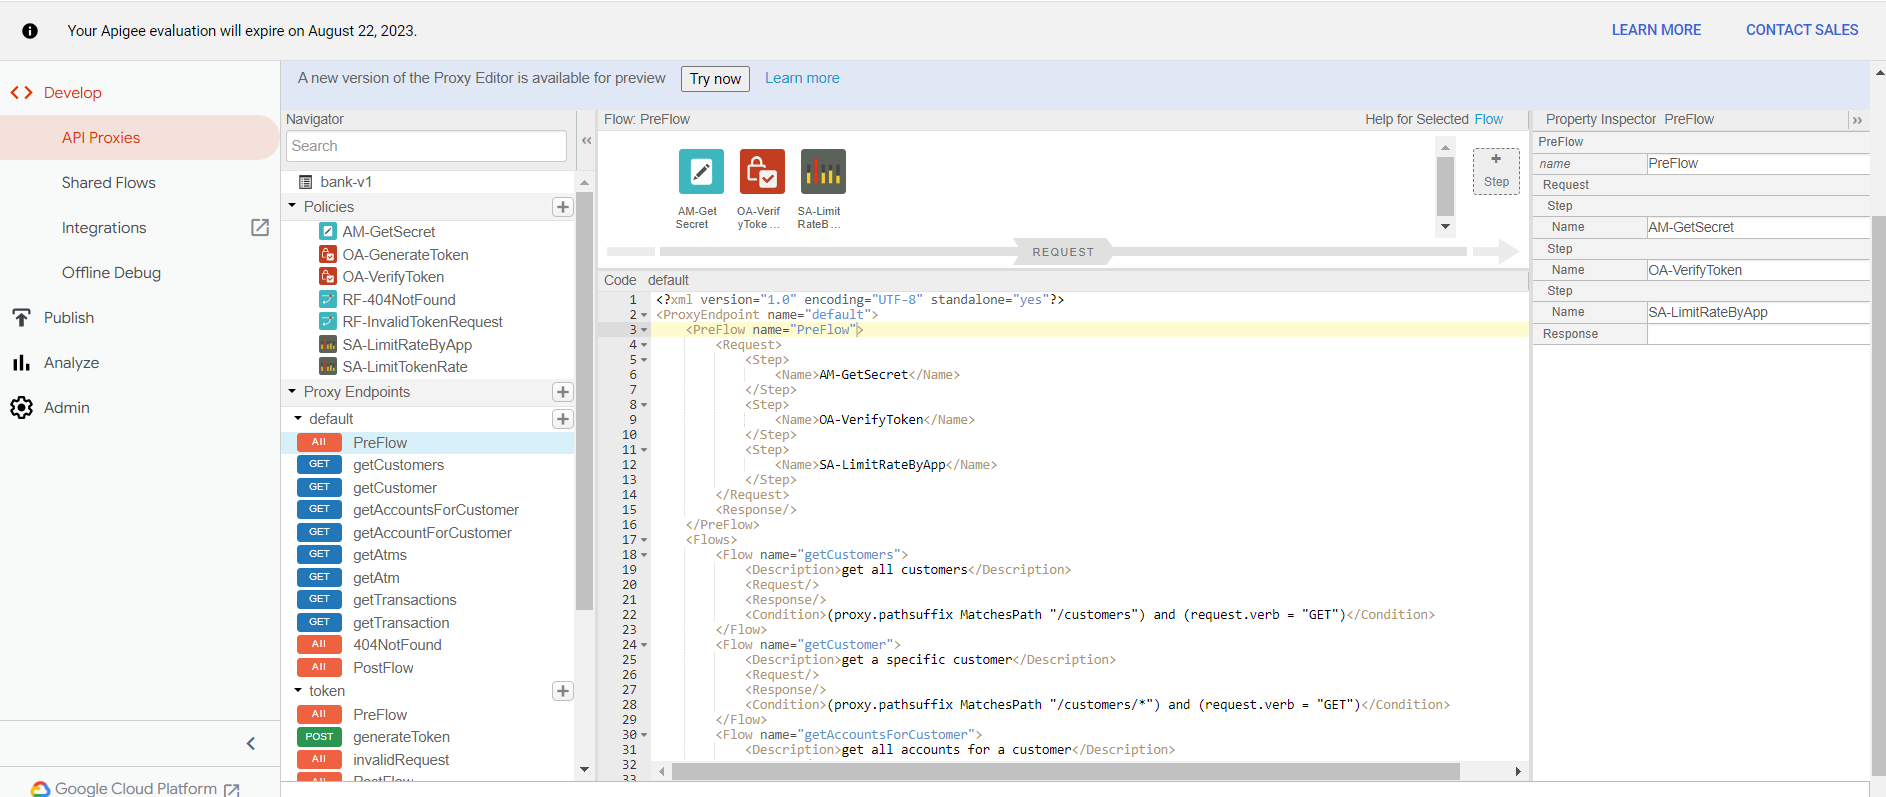 Your Apigee evaluation will expire on August 22, 2023.
LEARN MORE
CONTACT SALES
Develop
API Proxies
Shared Flows
Integrations
Offline Debug
Publish
Analyze
Admin
Google Cloud Platform
A new version of the Proxy Editor is available for preview
Try now
Learn more
Navigator
Search
bank-v1
Policies
AM-GetSecret
OA-GenerateToken
OA-VerifyToken
RF-404NotFound
RF-InvalidTokenRequest
SA-LimitRateByApp
SA-LimitTokenRate
Proxy Endpoints
default
All PreFlow
GET getCustomers
GET getCustomer
GET getAccountsForCustomer
GET getAccountForCustomer
GET getAtms
GET getAtm
GET getTransactions
GET getTransaction
All 404NotFound
All PostFlow
token
All PreFlow
POST generateToken
All invalidRequest
All PostFlow
Flow: PreFlow
Help for Selected Flow
AM-Get
Secret
OA-Verif
yToke ...
SA-Limit
RateB ...
+
Step
REQUEST
Code default
1 <?xml version="1.0" encoding="UTF-8" standalone="yes"?>
2 <ProxyEndpoint name="default">
3 <PreFlow name="PreFlow">
4 <Request>
5 <Step>
6 <Name>AM-GetSecret</Name>
7 </Step>
8 <Step>
9 <Name>OA-VerifyToken</Name>
10 </Step>
11 <Step>
12 <Name>SA-LimitRateByApp</Name>
13 </Step>
14 </Request>
15 <Response/>
16 </PreFlow>
17 <Flows>
18 <Flow name="getCustomers">
19 <Description>get all customers</Description>
20 <Request/>
21 <Response/>
22 <Condition>(proxy.pathsuffix MatchesPath "/customers") and (request.verb = "GET")</Condition>
23 </Flow>
24 <Flow name="getCustomer">
25 <Description>get a specific customer</Description>
26 <Request/>
27 <Response/>
28 <Condition>(proxy.pathsuffix MatchesPath "/customers/*") and (request.verb = "GET")</Condition>
29 </Flow>
30 <Flow name="getAccountsForCustomer">
31 <Description>get all accounts for a customer</Description>
32
33
Property Inspector PreFlow
PreFlow
name PreFlow
Request
Step
Name AM-GetSecret
Step
Name OA-VerifyToken
Step
Name SA-LimitRateByApp
Response